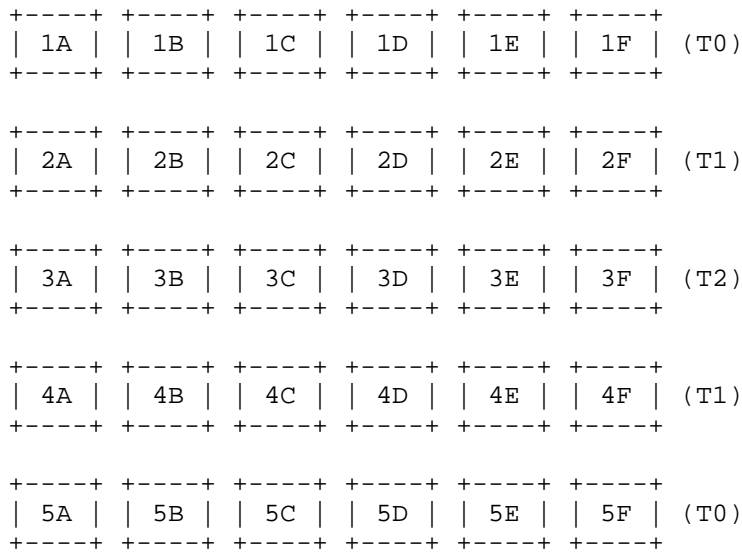 +----+ +----+ +----+ +----+ +----+ +----+
| 1A | | 1B | | 1C | | 1D | | 1E | | 1F | (T0)
+----+ +----+ +----+ +----+ +----+ +----+
+----+ +----+ +----+ +----+ +----+ +----+
| 2A | | 2B | | 2C | | 2D | | 2E | | 2F | (T1)
+----+ +----+ +----+ +----+ +----+ +----+
+----+ +----+ +----+ +----+ +----+ +----+
| 3A | | 3B | | 3C | | 3D | | 3E | | 3F | (T2)
+----+ +----+ +----+ +----+ +----+ +----+
+----+ +----+ +----+ +----+ +----+ +----+
| 4A | | 4B | | 4C | | 4D | | 4E | | 4F | (T1)
+----+ +----+ +----+ +----+ +----+ +----+
+----+ +----+ +----+ +----+ +----+ +----+
| 5A | | 5B | | 5C | | 5D | | 5E | | 5F | (T0)
+----+ +----+ +----+ +----+ +----+ +----+